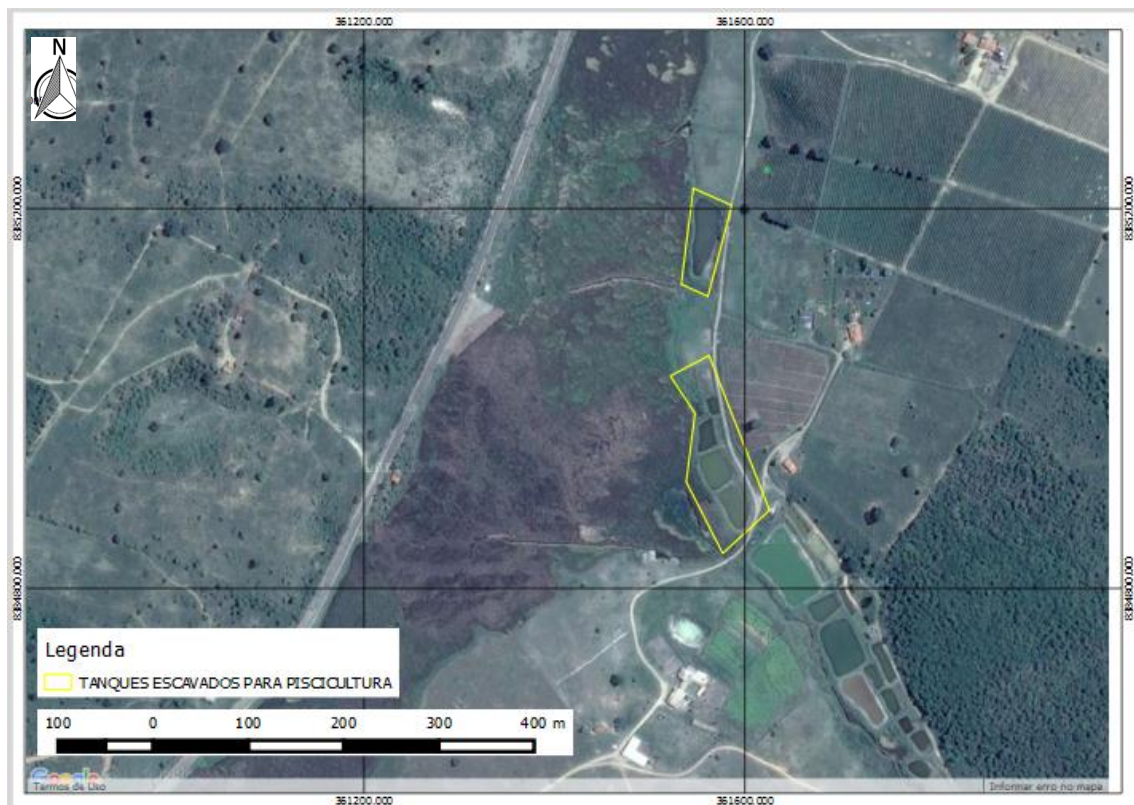 361200.000 361600.000
N
8385200.000 8385200.000
8384800.000 8384800.000
Legenda
TANQUES ESCAVADOS PARA PISCICULTURA
100 0 100 200 300 400 m
Google
Termos de Uso Informar erro no mapa
361200.000 361600.000